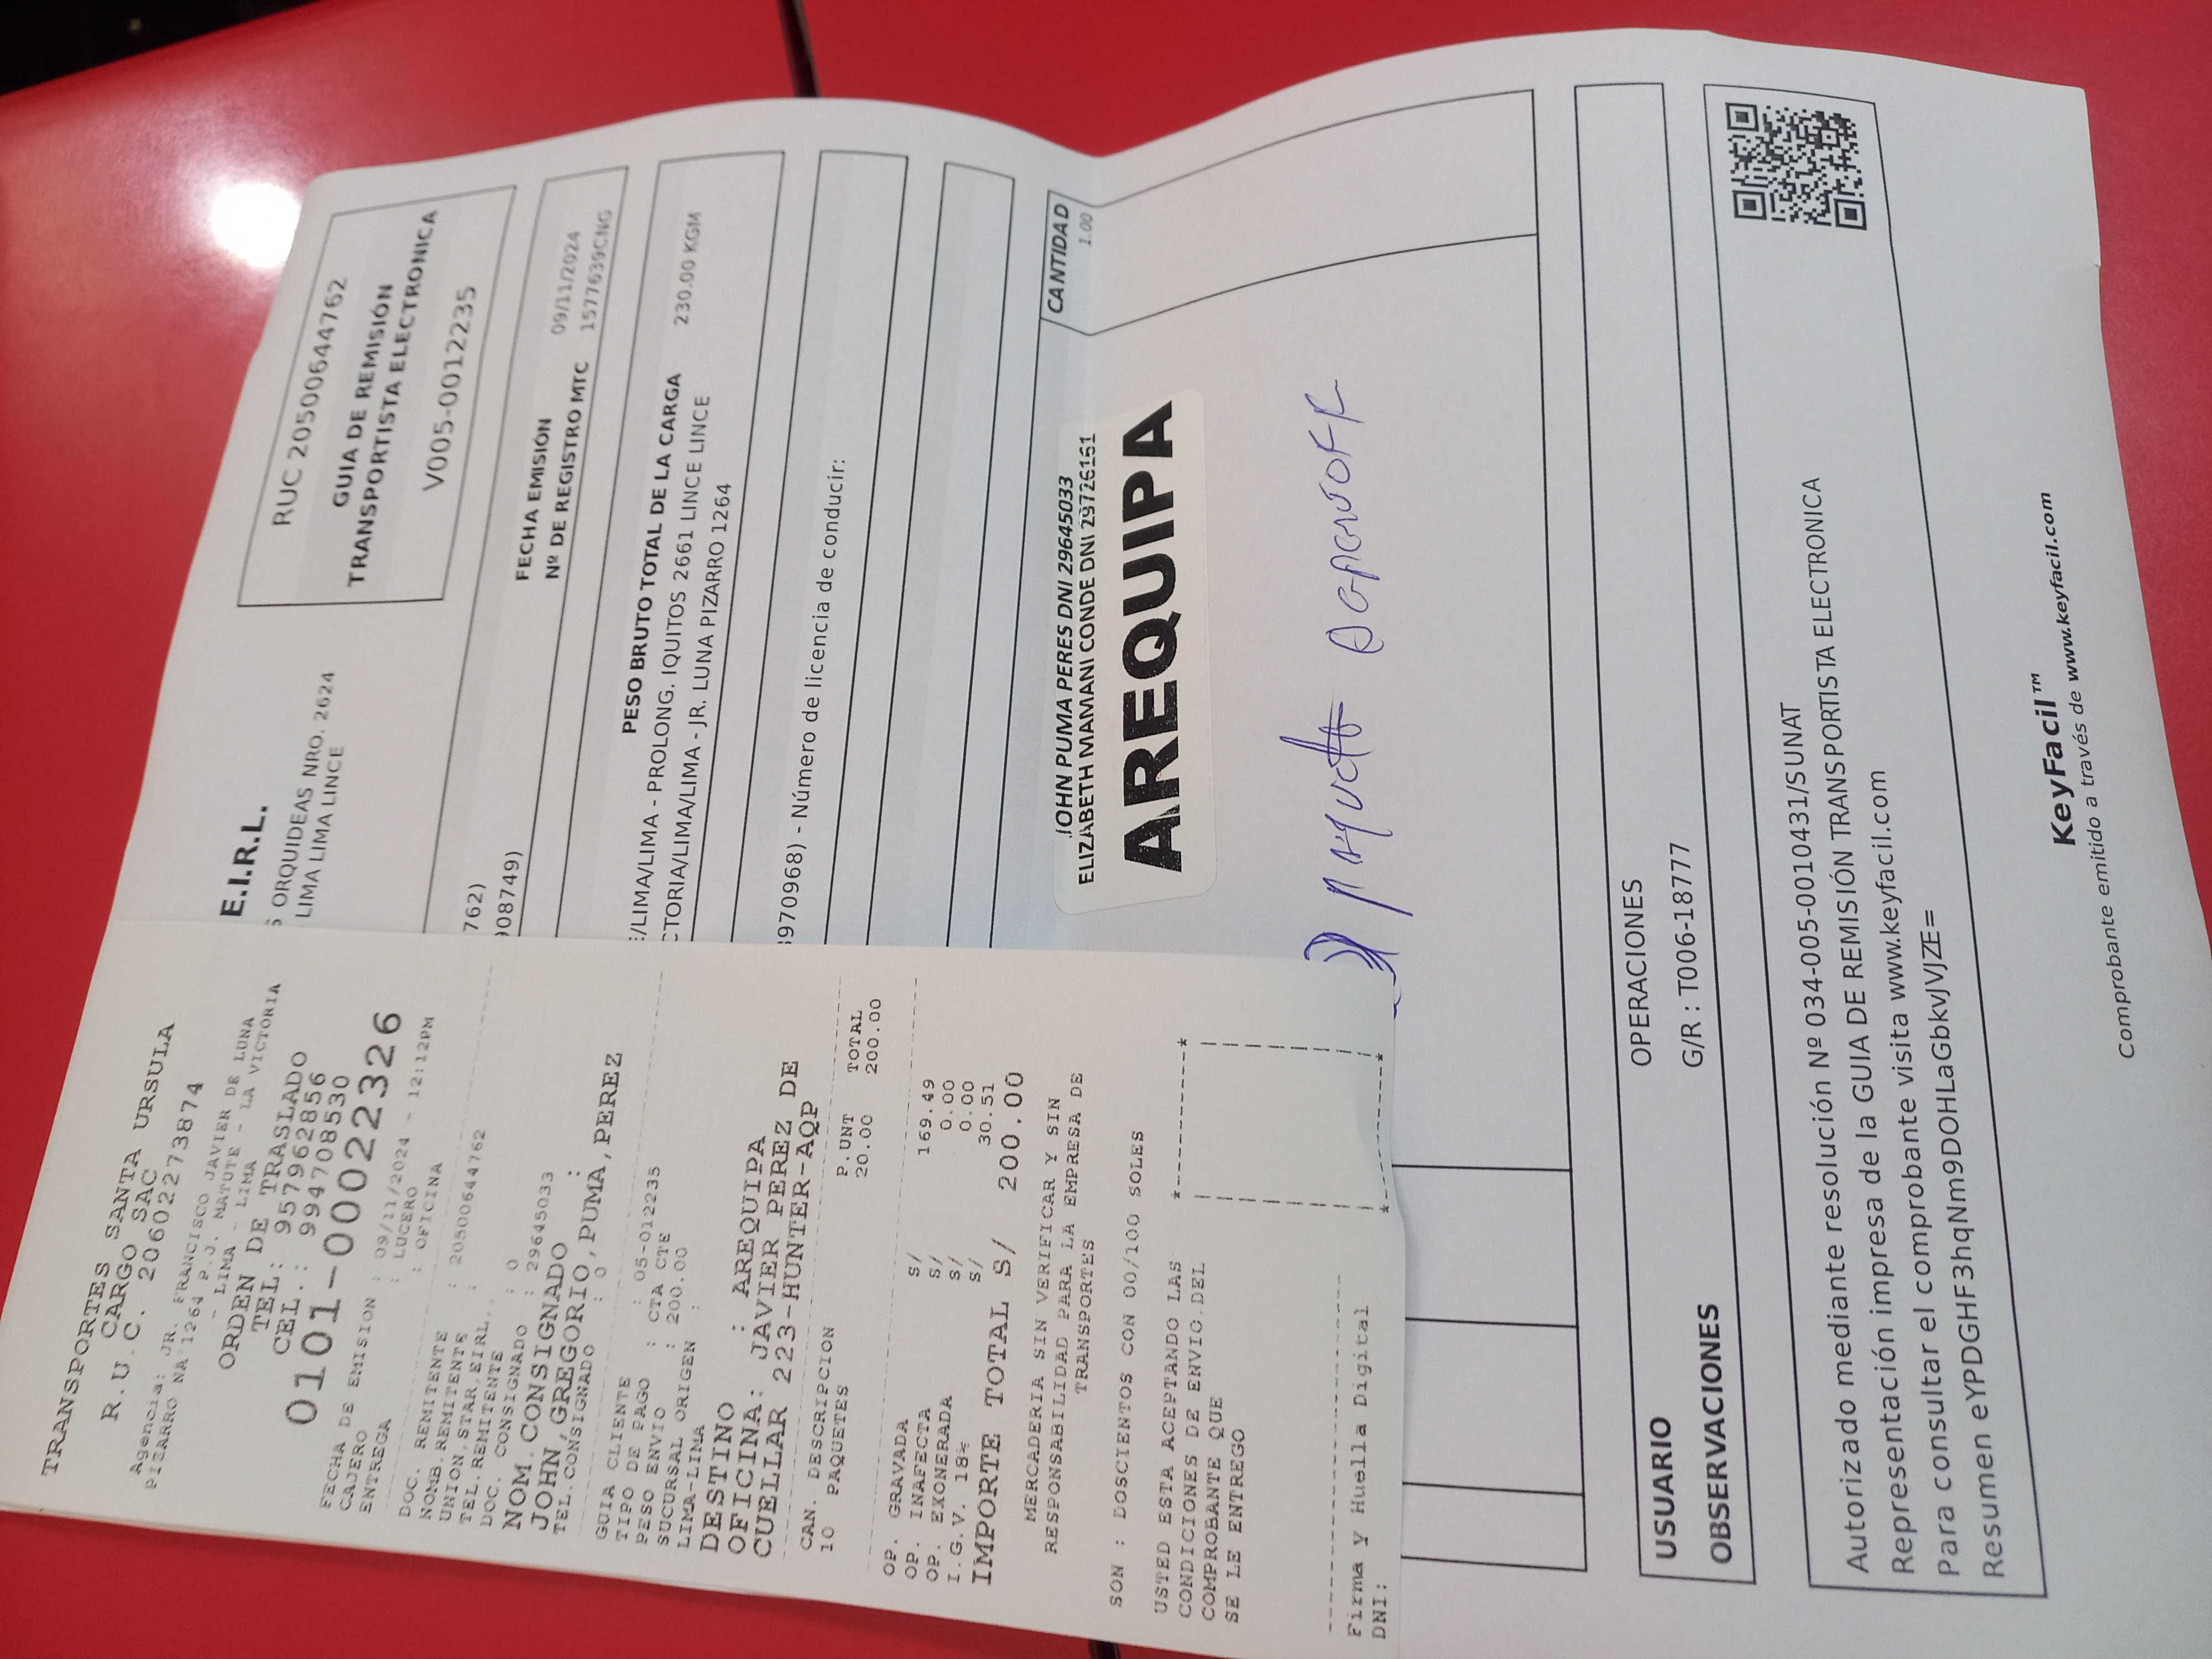 TRANSPORTES SANTA URSULA
CARGO SAC
R.U.C. 20602273874
Agencia: JR. FRANCISCO JAVIER DE LUNA
PIZARRO NA°1264 P.J. MATUTE - LA VICTORIA
- LIMA - LIMA
ORDEN DE TRASLADO
TEL: 957962856
CEL.: 994708530
0101-00022326
FECHA DE EMISION : 09/11/2024 - 12:12PM
CAJERO : LUCERO
ENTREGA : OFICINA
DOC. REMITENTE : 20500644762
NOMB.REMITENTE :
UNION,STAR,EIRL,
TEL.REMITENTE : 0
DOC. CONSIGNADO : 29645033
NOM.CONSIGNADO :
JOHN,GREGORIO,PUMA,PEREZ
TEL.CONSIGNADO : 0
GUIA CLIENTE : 05-012235
TIPO DE PAGO : CTA CTE
PESO ENVIO : 200.00
SUCURSAL ORIGEN :
LIMA-LIMA
DESTINO : AREQUIPA
OFICINA: JAVIER PEREZ DE
CUELLAR 223-HUNTER-AQP
CAN. DESCRIPCION P.UNT TOTAL
10 PAQUETES 20.00 200.00
OP. GRAVADA S/ 169.49
OP. INAFECTA S/ 0.00
OP. EXONERADA S/ 0.00
I.G.V. 18% S/ 30.51
IMPORTE TOTAL S/ 200.00
MERCADERIA SIN VERIFICAR Y SIN
RESPONSABILIDAD PARA LA EMPRESA DE
TRANSPORTES
SON : DOSCIENTOS CON 00/100 SOLES
USTED ESTA ACEPTANDO LAS
CONDICIONES DE ENVIO,DEL
COMPROBANTE QUE
SE LE ENTREGO
Firma y Huella Digital
DNI:
E.I.R.L.
S ORQUIDEAS NRO. 2624
LIMA LIMA LINCE
RUC 20500644762
GUIA DE REMISIÓN
TRANSPORTISTA ELECTRONICA
V005-0012235
762)
908749)
FECHA EMISIÓN 09/11/2024
Nº DE REGISTRO MTC 1577639CNG
PESO BRUTO TOTAL DE LA CARGA 230.00 KGM
E/LIMA/LIMA - PROLONG. IQUITOS 2661 LINCE LINCE
CTORIA/LIMA/LIMA - JR. LUNA PIZARRO 1264
3970968) - Número de licencia de conducir:
CANTIDAD
1.00
JOHN PUMA PERES DNI 29645033
ELIZABETH MAMANI CONDE DNI 29726151
AREQUIPA
USUARIO OPERACIONES
OBSERVACIONES G/R : T006-18777
Autorizado mediante resolución Nº 034-005-0010431/SUNAT
Representación impresa de la GUIA DE REMISIÓN TRANSPORTISTA ELECTRONICA
Para consultar el comprobante visita www.keyfacil.com
Resumen eYPDGHF3hqNm9DOHLaGbkvJVJZE=
KeyFacil™
Comprobante emitido a través de www.keyfacil.com